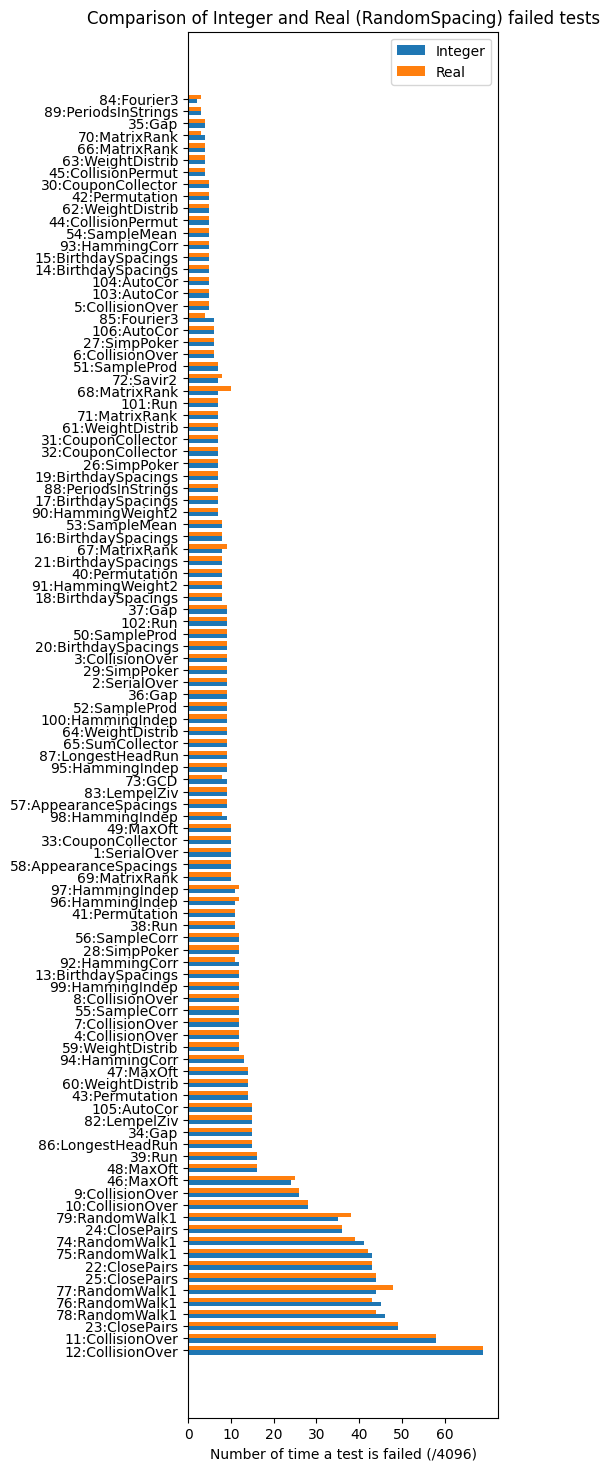 Comparison of Integer and Real (RandomSpacing) failed tests
Integer
Real
84:Fourier3
89:PeriodsInStrings
35:Gap
70:MatrixRank
66:MatrixRank
63:WeightDistrib
45:CollisionPermut
30:CouponCollector
42:Permutation
62:WeightDistrib
44:CollisionPermut
54:SampleMean
93:HammingCorr
15:BirthdaySpacings
14:BirthdaySpacings
104:AutoCor
103:AutoCor
5:CollisionOver
85:Fourier3
106:AutoCor
27:SimpPoker
6:CollisionOver
51:SampleProd
72:Savir2
68:MatrixRank
101:Run
71:MatrixRank
61:WeightDistrib
31:CouponCollector
32:CouponCollector
26:SimpPoker
19:BirthdaySpacings
88:PeriodsInStrings
17:BirthdaySpacings
90:HammingWeight2
53:SampleMean
16:BirthdaySpacings
67:MatrixRank
21:BirthdaySpacings
40:Permutation
91:HammingWeight2
18:BirthdaySpacings
37:Gap
102:Run
50:SampleProd
20:BirthdaySpacings
3:CollisionOver
29:SimpPoker
2:SerialOver
36:Gap
52:SampleProd
100:HammingIndep
64:WeightDistrib
65:SumCollector
87:LongestHeadRun
95:HammingIndep
73:GCD
83:LempelZiv
57:AppearanceSpacings
98:HammingIndep
49:MaxOft
33:CouponCollector
1:SerialOver
58:AppearanceSpacings
69:MatrixRank
97:HammingIndep
96:HammingIndep
41:Permutation
38:Run
56:SampleCorr
28:SimpPoker
92:HammingCorr
13:BirthdaySpacings
99:HammingIndep
8:CollisionOver
55:SampleCorr
7:CollisionOver
4:CollisionOver
59:WeightDistrib
94:HammingCorr
47:MaxOft
60:WeightDistrib
43:Permutation
105:AutoCor
82:LempelZiv
34:Gap
86:LongestHeadRun
39:Run
48:MaxOft
46:MaxOft
9:CollisionOver
10:CollisionOver
79:RandomWalk1
24:ClosePairs
74:RandomWalk1
75:RandomWalk1
22:ClosePairs
25:ClosePairs
77:RandomWalk1
76:RandomWalk1
78:RandomWalk1
23:ClosePairs
11:CollisionOver
12:CollisionOver
0 10 20 30 40 50 60
Number of time a test is failed (/4096)